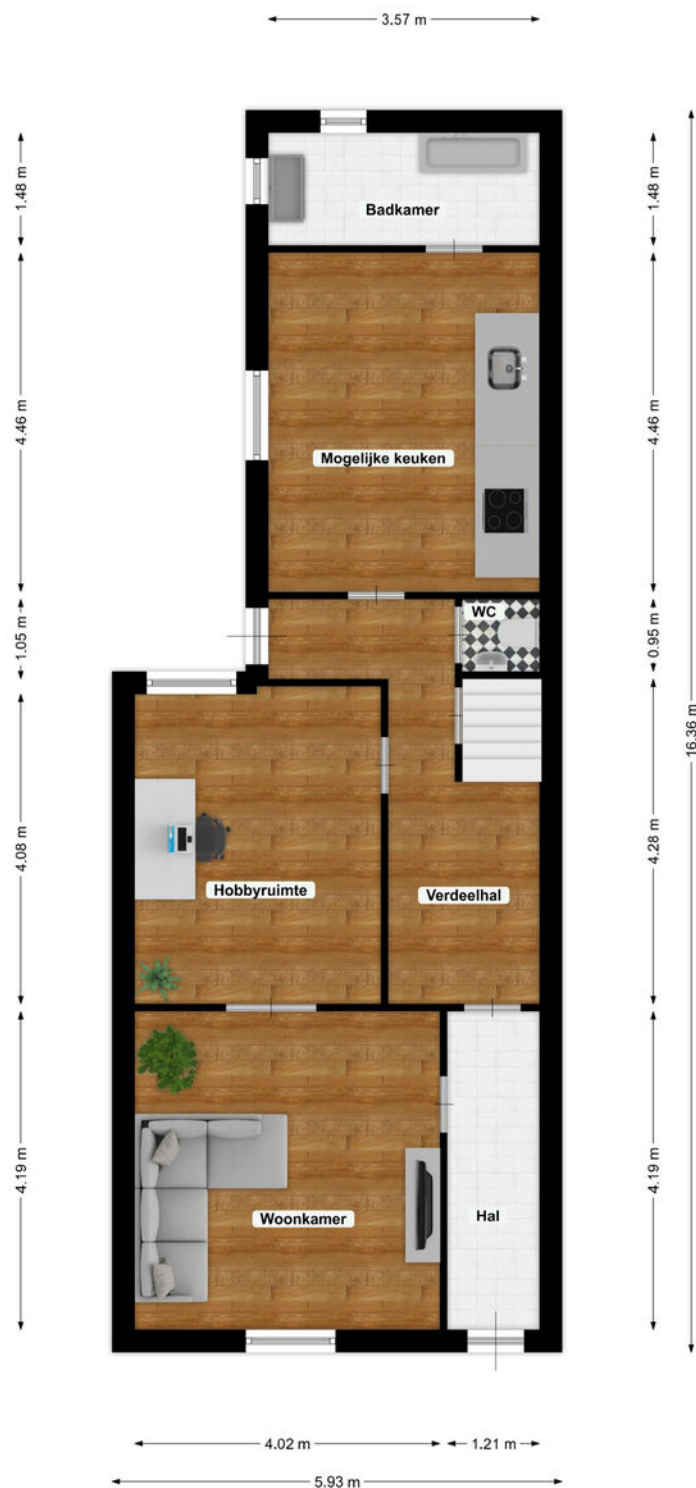 3.57 m
1.48 m
Badkamer
1.48 m
4.46 m
Mogelijke keuken
4.46 m
1.05 m
WC
0.95 m
16.36 m
4.08 m
Hobbyruimte
Verdeelhal
4.28 m
4.19 m
Woonkamer
Hal
4.19 m
4.02 m
1.21 m
5.93 m